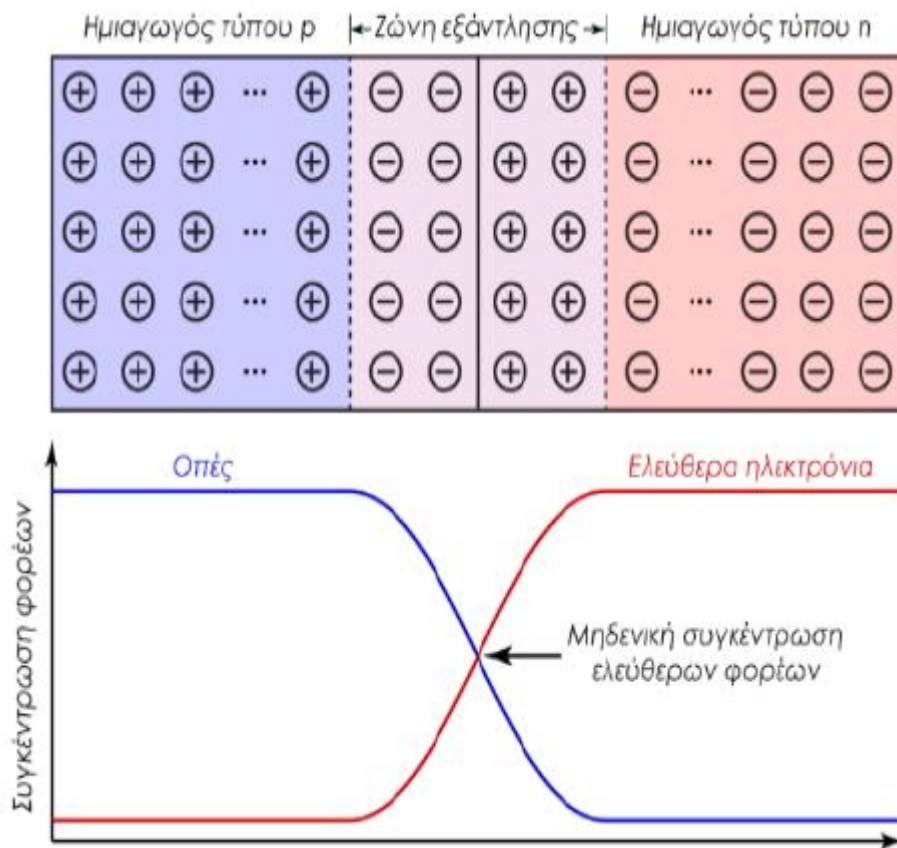 Ημιαγωγός τύπου p
Ζώνη εξάντλησης
Ημιαγωγός τύπου n
Οπές
Ελεύθερα ηλεκτρόνια
Συγκέντρωση φορέων
Μηδενική συγκέντρωση
ελεύθερων φορέων